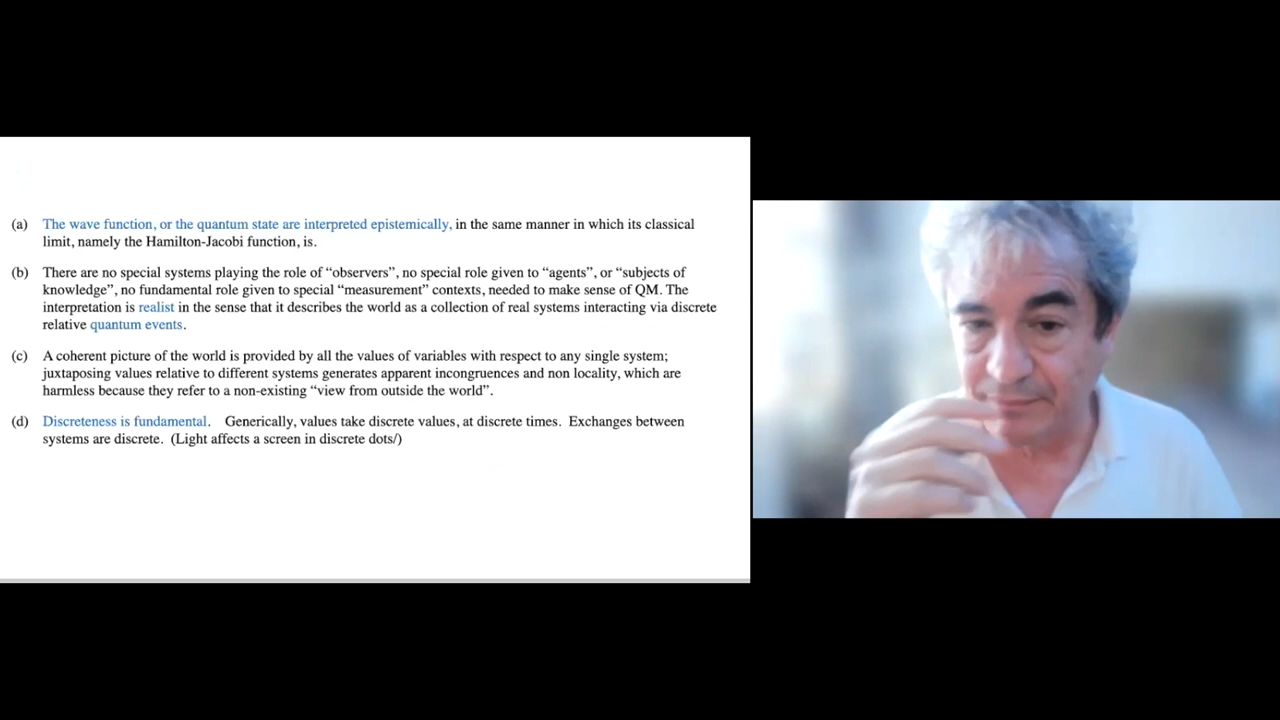 (a) The wave function, or the quantum state are interpreted epistemically, in the same manner in which its classical
limit, namely the Hamilton-Jacobi function, is.
(b) There are no special systems playing the role of “observers”, no special role given to “agents”, or “subjects of
knowledge”, no fundamental role given to special “measurement” contexts, needed to make sense of QM. The
interpretation is realist in the sense that it describes the world as a collection of real systems interacting via discrete
relative quantum events.
(c) A coherent picture of the world is provided by all the values of variables with respect to any single system;
juxtaposing values relative to different systems generates apparent incongruences and non locality, which are
harmless because they refer to a non-existing “view from outside the world”.
(d) Discreteness is fundamental. Generically, values take discrete values, at discrete times. Exchanges between
systems are discrete. (Light affects a screen in discrete dots/)